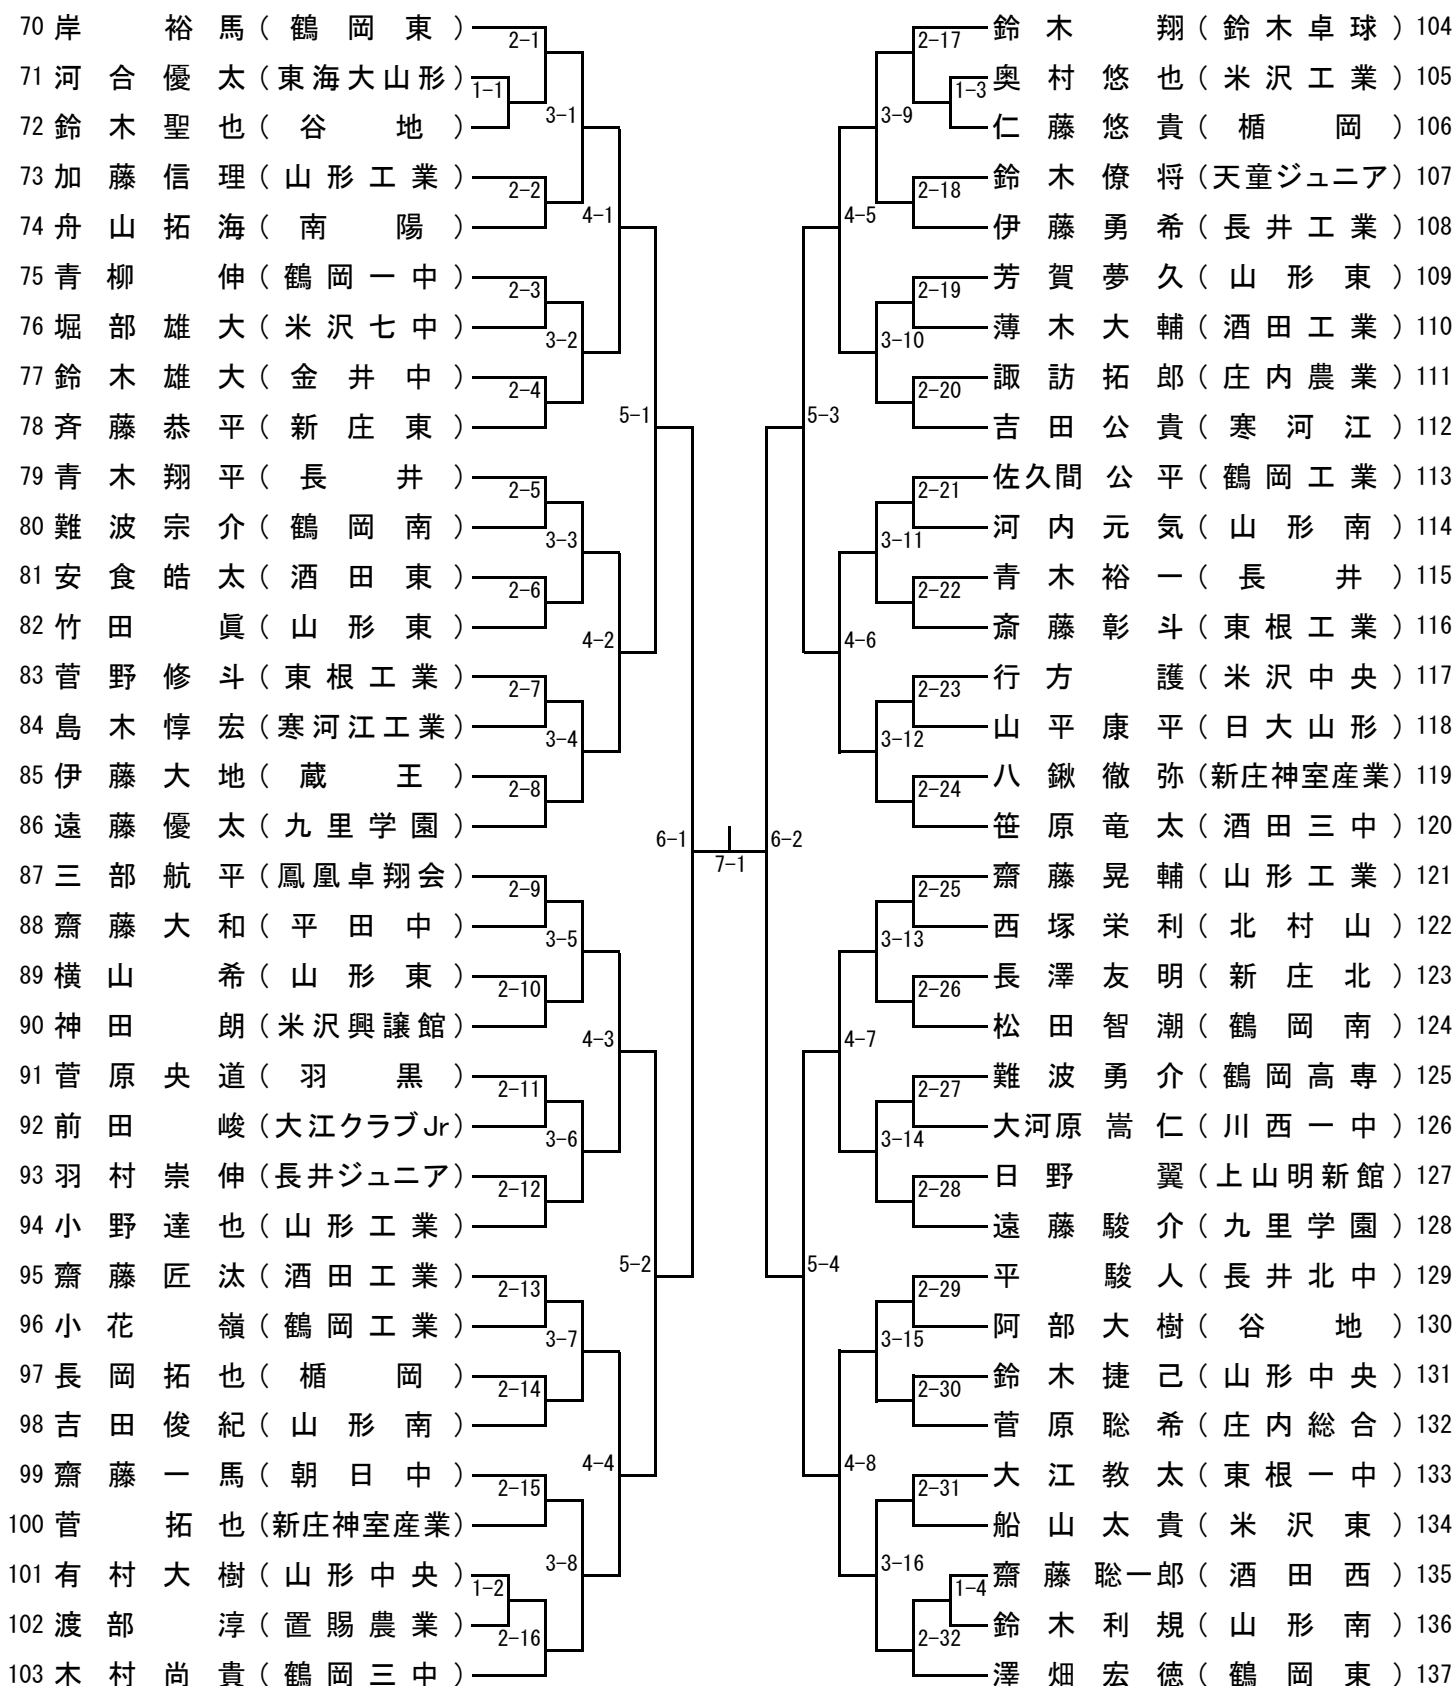 70 岸 裕 馬 ( 鶴 岡 東 )
71 河 合 優 太 ( 東 海 大 山 形 )
72 鈴 木 聖 也 ( 谷 地 )
73 加 藤 信 理 ( 山 形 工 業 )
74 舟 山 拓 海 ( 南 陽 )
75 青 柳 伸 ( 鶴 岡 一 中 )
76 堀 部 雄 大 ( 米 沢 七 中 )
77 鈴 木 雄 大 ( 金 井 中 )
78 斉 藤 恭 平 ( 新 庄 東 )
79 青 木 翔 平 ( 長 井 )
80 難 波 宗 介 ( 鶴 岡 南 )
81 安 食 皓 太 ( 酒 田 東 )
82 竹 田 眞 ( 山 形 東 )
83 菅 野 修 斗 ( 東 根 工 業 )
84 島 木 惇 宏 ( 寒 河 江 工 業 )
85 伊 藤 大 地 ( 蔵 王 )
86 遠 藤 優 太 ( 九 里 学 園 )
87 三 部 航 平 ( 鳳 凰 卓 翔 会 )
88 齋 藤 大 和 ( 平 田 中 )
89 横 山 希 ( 山 形 東 )
90 神 田 朗 ( 米 沢 興 譲 館 )
91 菅 原 央 道 ( 羽 黒 )
92 前 田 峻 ( 大江クラブJr )
93 羽 村 崇 伸 ( 長井ジュニア )
94 小 野 達 也 ( 山 形 工 業 )
95 齋 藤 匠 汰 ( 酒 田 工 業 )
96 小 花 嶺 ( 鶴 岡 工 業 )
97 長 岡 拓 也 ( 楯 岡 )
98 吉 田 俊 紀 ( 山 形 南 )
99 齋 藤 一 馬 ( 朝 日 中 )
100 菅 拓 也 ( 新庄神室産業 )
101 有 村 大 樹 ( 山 形 中 央 )
102 渡 部 淳 ( 置 賜 農 業 )
103 木 村 尚 貴 ( 鶴 岡 三 中 )
1-1
1-2
2-1
2-2
2-3
2-4
2-5
2-6
2-7
2-8
2-9
2-10
2-11
2-12
2-13
2-14
2-15
2-16
3-1
3-2
3-3
3-4
3-5
3-6
3-7
3-8
4-1
4-2
4-3
4-4
5-1
5-2
6-1
7-1
6-2
5-3
5-4
4-5
4-6
4-7
4-8
3-9
3-10
3-11
3-12
3-13
3-14
3-15
3-16
2-17
2-18
2-19
2-20
2-21
2-22
2-23
2-24
2-25
2-26
2-27
2-28
2-29
2-30
2-31
2-32
1-3
1-4
鈴 木 翔 ( 鈴 木 卓 球 ) 104
奥 村 悠 也 ( 米 沢 工 業 ) 105
仁 藤 悠 貴 ( 楯 岡 ) 106
鈴 木 僚 将 ( 天童ジュニア ) 107
伊 藤 勇 希 ( 長 井 工 業 ) 108
芳 賀 夢 久 ( 山 形 東 ) 109
薄 木 大 輔 ( 酒 田 工 業 ) 110
諏 訪 拓 郎 ( 庄 内 農 業 ) 111
吉 田 公 貴 ( 寒 河 江 ) 112
佐久間 公 平 ( 鶴 岡 工 業 ) 113
河 内 元 気 ( 山 形 南 ) 114
青 木 裕 一 ( 長 井 ) 115
斎 藤 彰 斗 ( 東 根 工 業 ) 116
行 方 護 ( 米 沢 中 央 ) 117
山 平 康 平 ( 日 大 山 形 ) 118
八 鍬 徹 弥 ( 新庄神室産業 ) 119
笹 原 竜 太 ( 酒 田 三 中 ) 120
齋 藤 晃 輔 ( 山 形 工 業 ) 121
西 塚 栄 利 ( 北 村 山 ) 122
長 澤 友 明 ( 新 庄 北 ) 123
松 田 智 潮 ( 鶴 岡 南 ) 124
難 波 勇 介 ( 鶴 岡 高 専 ) 125
大河原 嵩 仁 ( 川 西 一 中 ) 126
日 野 翼 ( 上 山 明 新 館 ) 127
遠 藤 駿 介 ( 九 里 学 園 ) 128
平 駿 人 ( 長 井 北 中 ) 129
阿 部 大 樹 ( 谷 地 ) 130
鈴 木 捷 己 ( 山 形 中 央 ) 131
菅 原 聡 希 ( 庄 内 総 合 ) 132
大 江 教 太 ( 東 根 一 中 ) 133
船 山 太 貴 ( 米 沢 東 ) 134
齋 藤 聡一郎 ( 酒 田 西 ) 135
鈴 木 利 規 ( 山 形 南 ) 136
澤 畑 宏 徳 ( 鶴 岡 東 ) 137